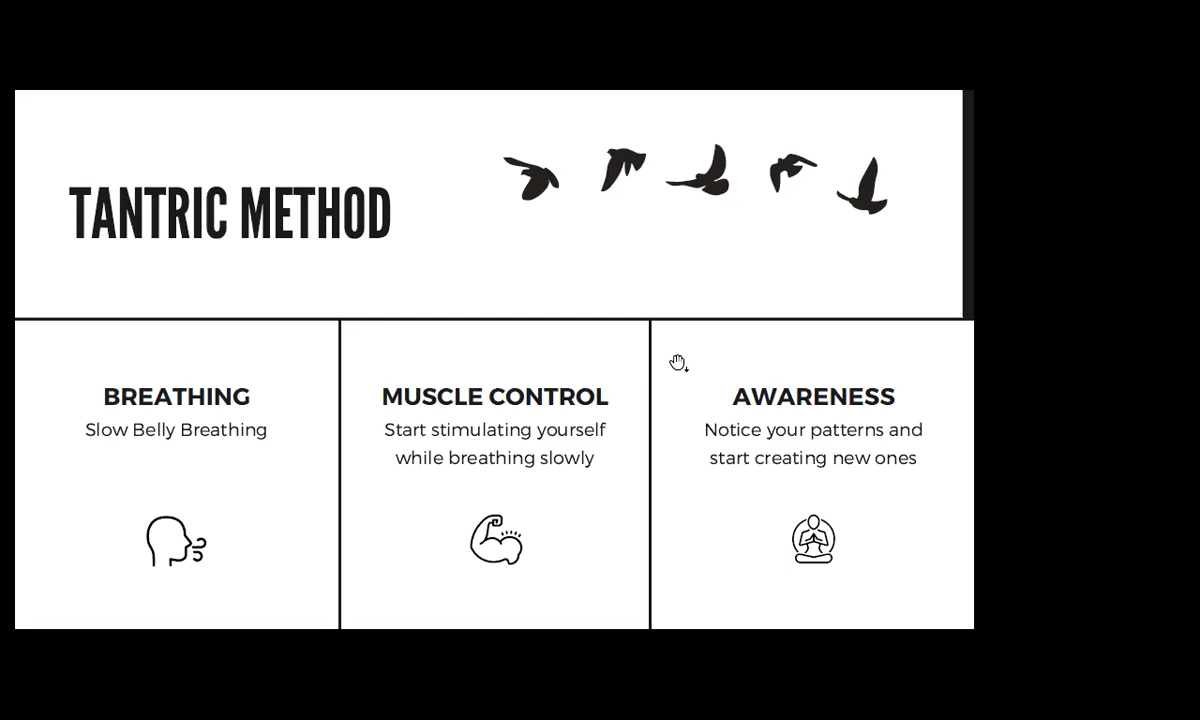 TANTRIC METHOD
BREATHING
Slow Belly Breathing
MUSCLE CONTROL
Start stimulating yourself
while breathing slowly
AWARENESS
Notice your patterns and
start creating new ones